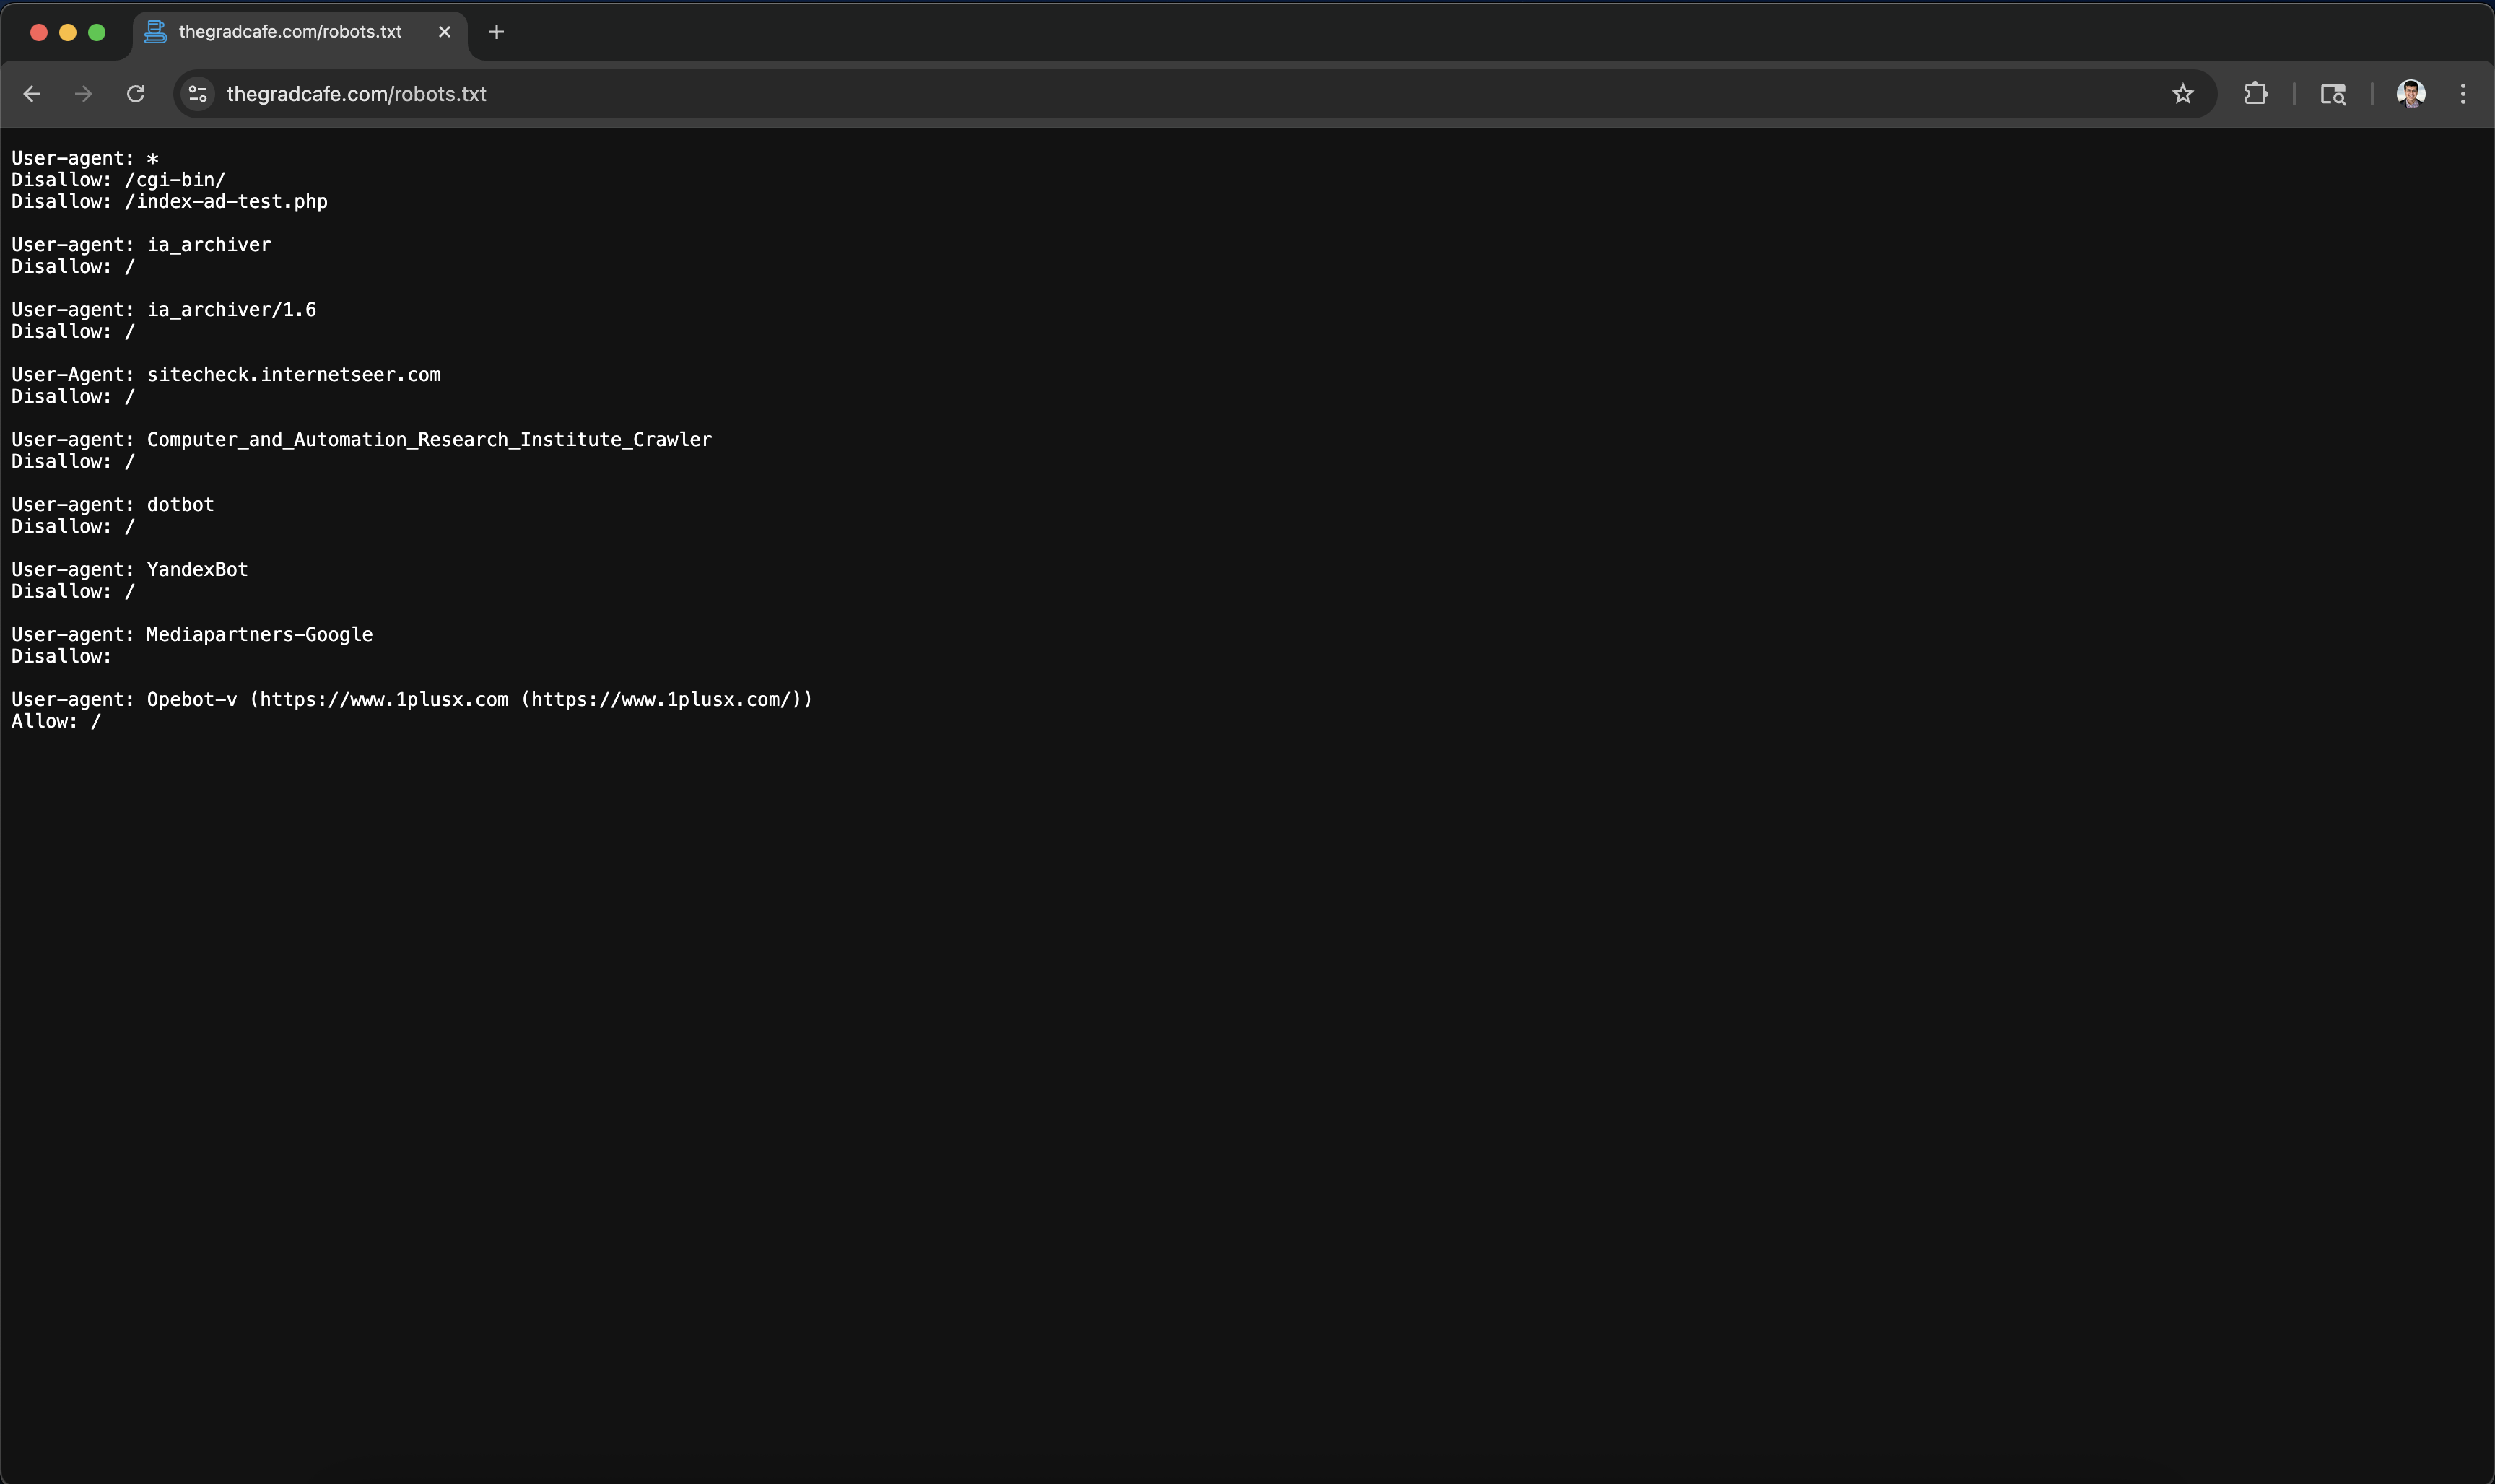 thegradcafe.com/robots.txt
thegradcafe.com/robots.txt
User-agent: *
Disallow: /cgi-bin/
Disallow: /index-ad-test.php
User-agent: ia_archiver
Disallow: /
User-agent: ia_archiver/1.6
Disallow: /
User-Agent: sitecheck.internetseer.com
Disallow: /
User-agent: Computer_and_Automation_Research_Institute_Crawler
Disallow: /
User-agent: dotbot
Disallow: /
User-agent: YandexBot
Disallow: /
User-agent: Mediapartners-Google
Disallow:
User-agent: Opebot-v (https://www.1plusx.com (https://www.1plusx.com/))
Allow: /